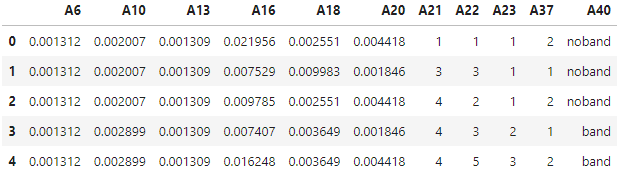 A6 A10 A13 A16 A18 A20 A21 A22 A23 A37 A40
0 0.001312 0.002007 0.001309 0.021956 0.002551 0.004418 1 1 1 2 noband
1 0.001312 0.002007 0.001309 0.007529 0.009983 0.001846 3 3 1 1 noband
2 0.001312 0.002007 0.001309 0.009785 0.002551 0.004418 4 2 1 2 noband
3 0.001312 0.002899 0.001309 0.007407 0.003649 0.001846 4 3 2 1 band
4 0.001312 0.002899 0.001309 0.016248 0.003649 0.004418 4 5 3 2 band